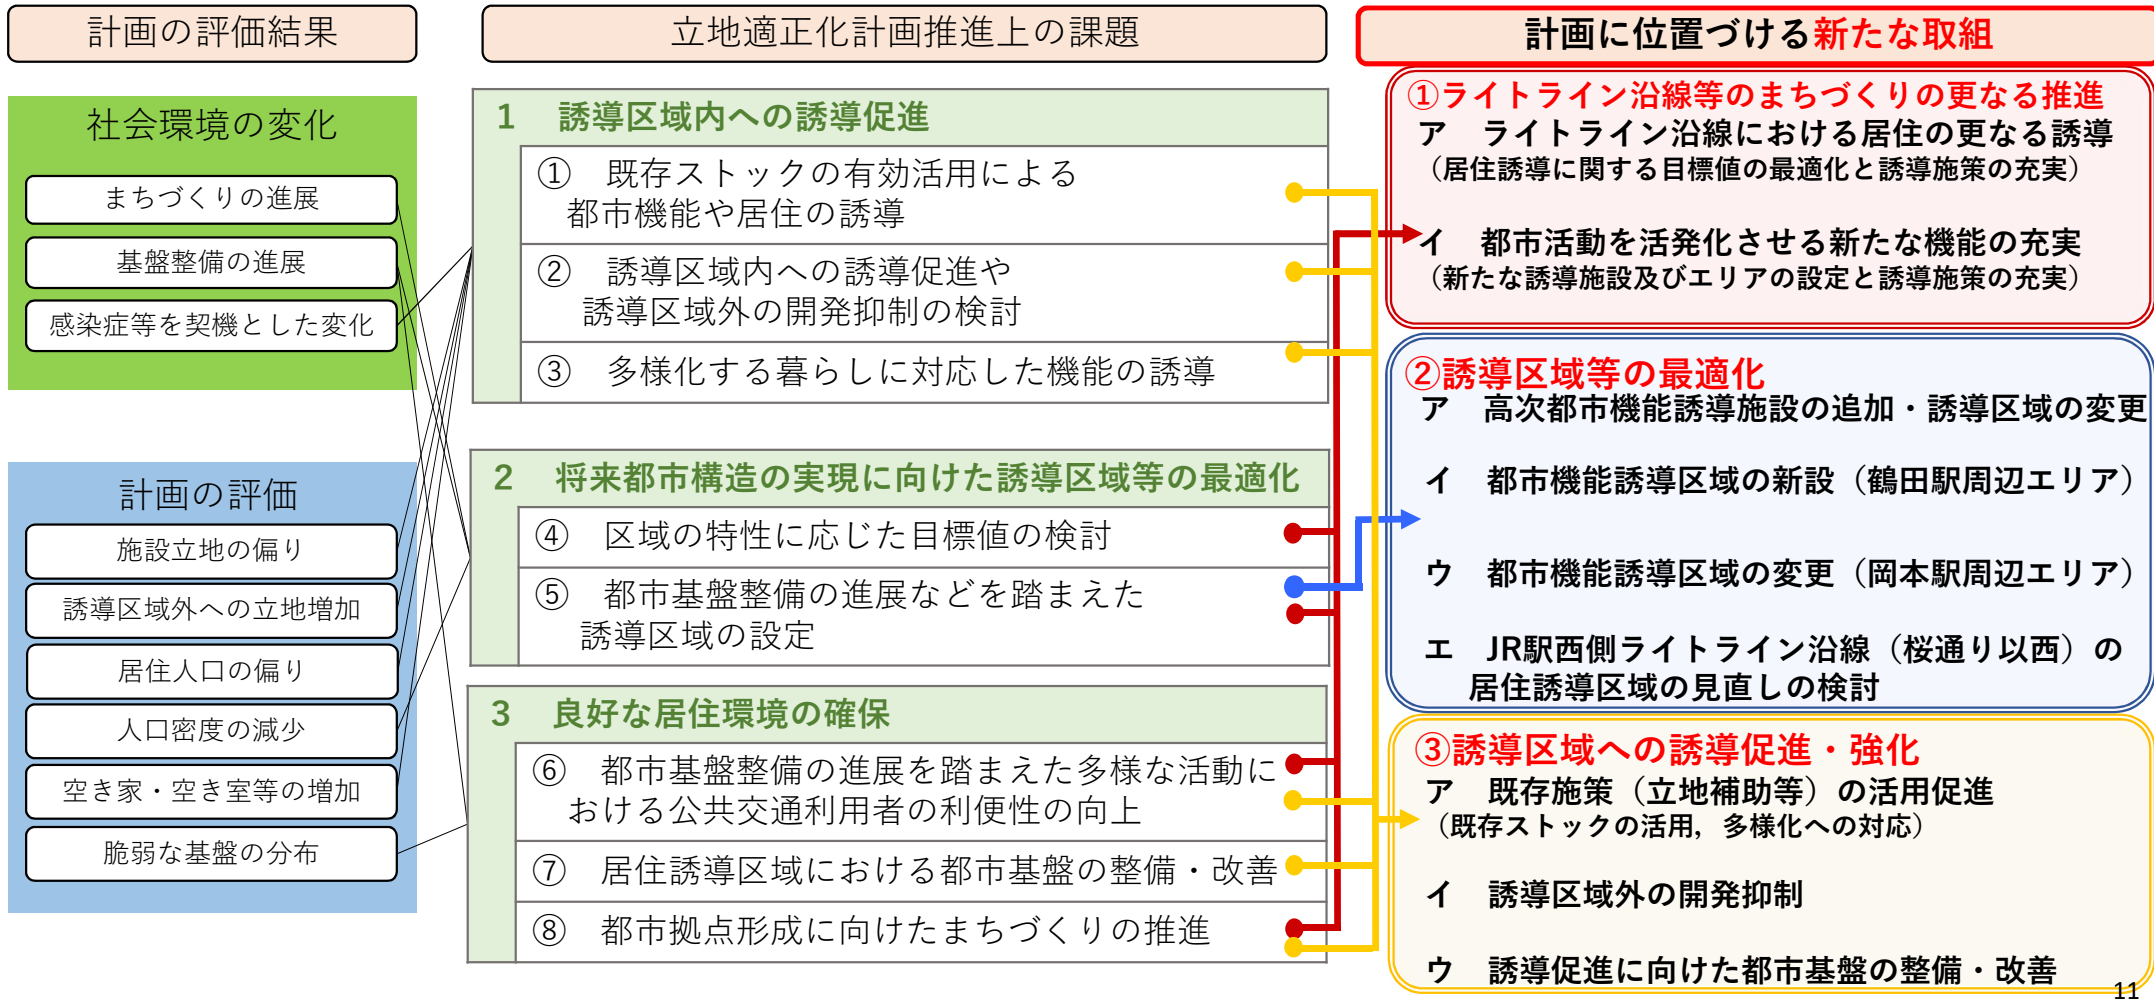 計画の評価結果
社会環境の変化
まちづくりの進展
基盤整備の進展
感染症等を契機とした変化
計画の評価
施設立地の偏り
誘導区域外への立地増加
居住人口の偏り
人口密度の減少
空き家・空き室等の増加
脆弱な基盤の分布
立地適正化計画推進上の課題
1 誘導区域内への誘導促進
① 既存ストックの有効活用による
都市機能や居住の誘導
② 誘導区域内への誘導促進や
誘導区域外の開発抑制の検討
③ 多様化する暮らしに対応した機能の誘導
2 将来都市構造の実現に向けた誘導区域等の最適化
④ 区域の特性に応じた目標値の検討
⑤ 都市基盤整備の進展などを踏まえた
誘導区域の設定
3 良好な居住環境の確保
⑥ 都市基盤整備の進展を踏まえた多様な活動に
おける公共交通利用者の利便性の向上
⑦ 居住誘導区域における都市基盤の整備・改善
⑧ 都市拠点形成に向けたまちづくりの推進
計画に位置づける新たな取組
①ライトライン沿線等のまちづくりの更なる推進
ア ライトライン沿線における居住の更なる誘導
（居住誘導に関する目標値の最適化と誘導施策の充実）
イ 都市活動を活発化させる新たな機能の充実
（新たな誘導施設及びエリアの設定と誘導施策の充実）
②誘導区域等の最適化
ア 高次都市機能誘導施設の追加・誘導区域の変更
イ 都市機能誘導区域の新設（鶴田駅周辺エリア）
ウ 都市機能誘導区域の変更（岡本駅周辺エリア）
エ JR駅西側ライトライン沿線（桜通り以西）の
居住誘導区域の見直しの検討
③誘導区域への誘導促進・強化
ア 既存施策（立地補助等）の活用促進
（既存ストックの活用，多様化への対応）
イ 誘導区域外の開発抑制
ウ 誘導促進に向けた都市基盤の整備・改善
11